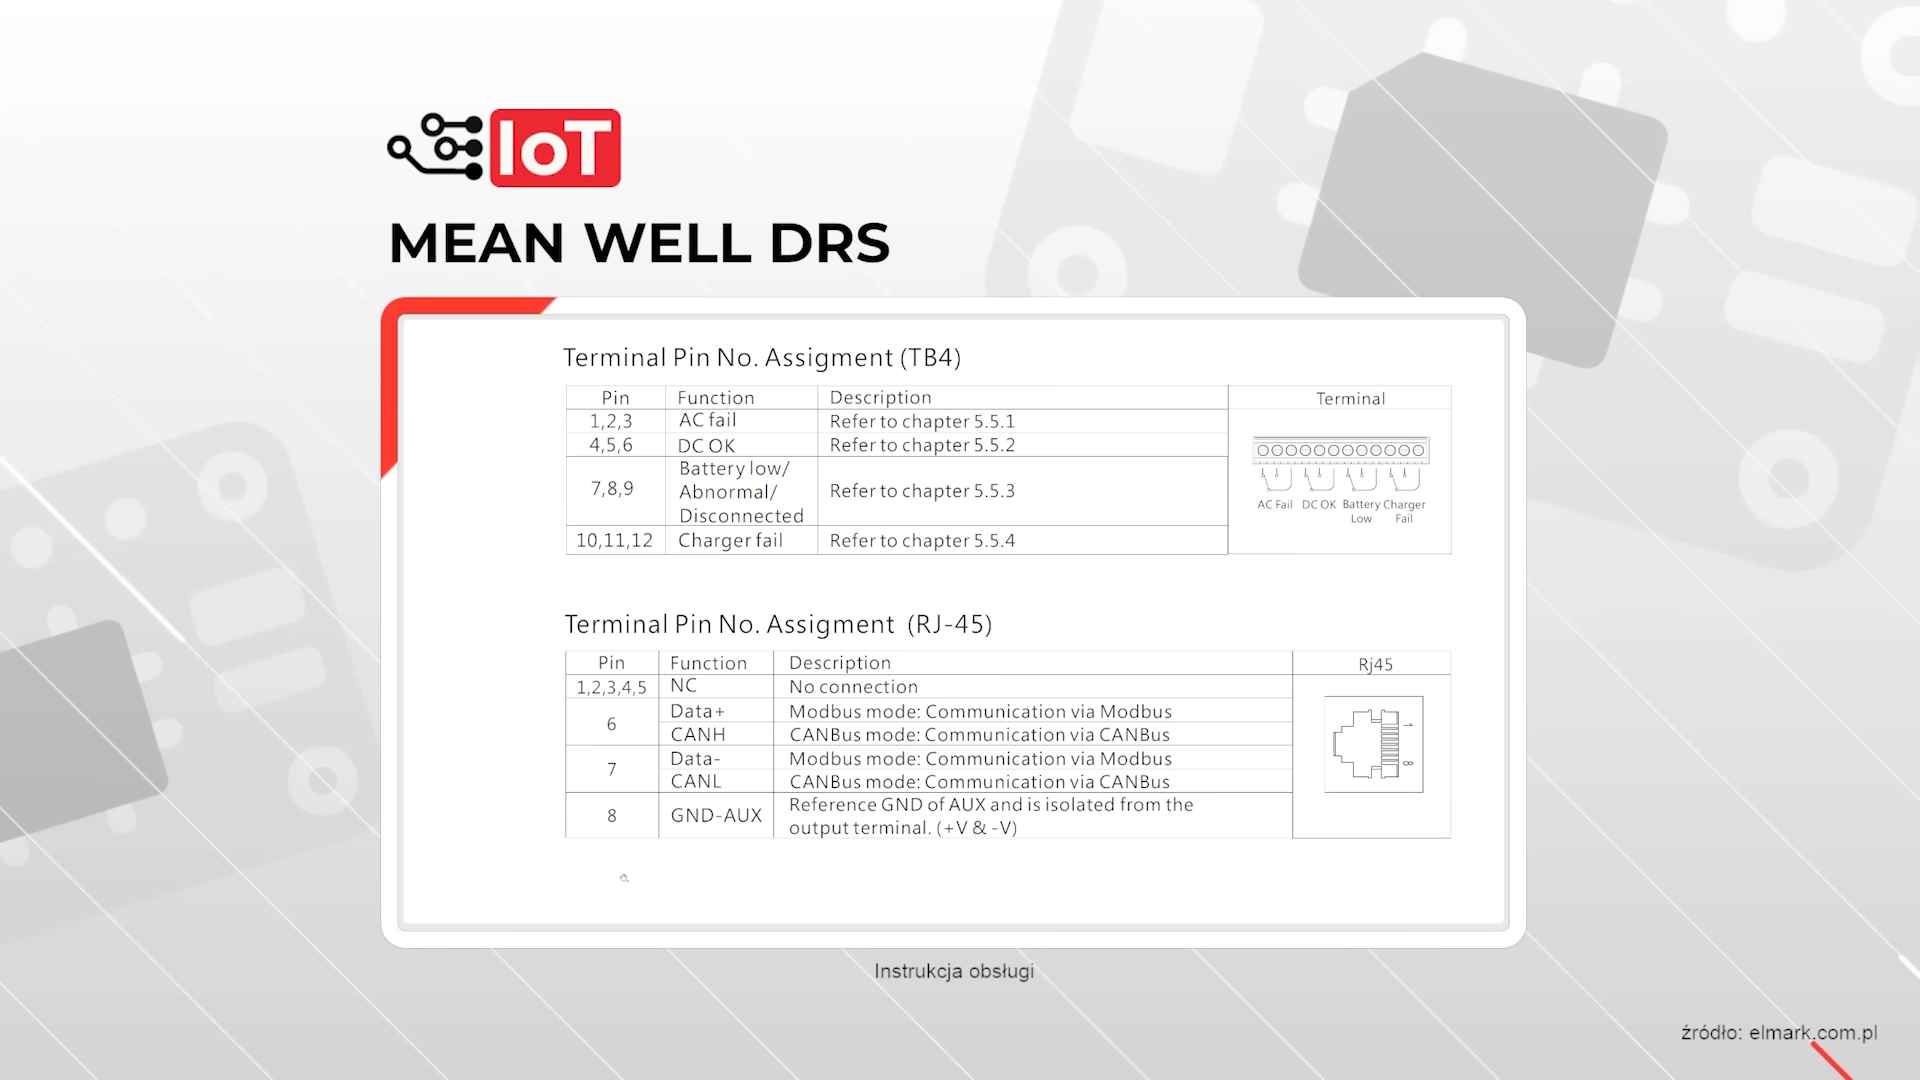 IoT
MEAN WELL DRS
Terminal Pin No. Assigment (TB4)
Pin Function Description Terminal
1,2,3 AC fail Refer to chapter 5.5.1
4,5,6 DC OK Refer to chapter 5.5.2
7,8,9 Battery low/ Abnormal/ Disconnected Refer to chapter 5.5.3
10,11,12 Charger fail Refer to chapter 5.5.4
AC Fail DC OK Battery Low Charger Fail
Terminal Pin No. Assigment (RJ-45)
Pin Function Description Rj45
1,2,3,4,5 NC No connection
6 Data+ Modbus mode: Communication via Modbus
CANH CANBus mode: Communication via CANBus
7 Data- Modbus mode: Communication via Modbus
CANL CANBus mode: Communication via CANBus
8 GND-AUX Reference GND of AUX and is isolated from the
output terminal. (+V & -V)
1
8
Instrukcja obsługi
źródło: elmark.com.pl